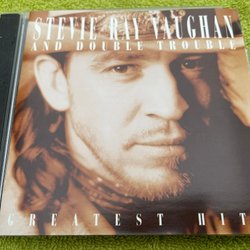 STEVIE RAY VAUGHAN
AND DOUBLE TROUBLE
GREATEST HIT